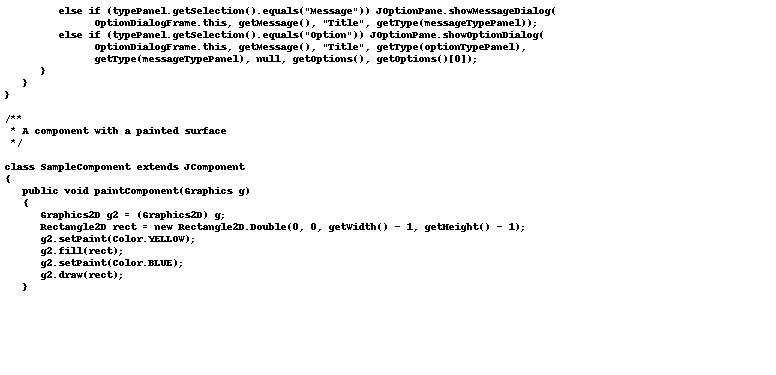 else if (typePanel.getSelection().equals("Message")) JOptionPane.showMessageDialog(
               OptionDialogFrame.this, getMessage(), "Title", getType(messageTypePanel));
         else if (typePanel.getSelection().equals("Option")) JOptionPane.showOptionDialog(
               OptionDialogFrame.this, getMessage(), "Title", getType(optionTypePanel),
               getType(messageTypePanel), null, getOptions(), getOptions()[0]);
      }
   }
}

/**
 * A component with a painted surface
 */

class SampleComponent extends JComponent
{
   public void paintComponent(Graphics g)
   {
      Graphics2D g2 = (Graphics2D) g;
      Rectangle2D rect = new Rectangle2D.Double(0, 0, getWidth() - 1, getHeight() - 1);
      g2.setPaint(Color.YELLOW);
      g2.fill(rect);
      g2.setPaint(Color.BLUE);
      g2.draw(rect);
   }